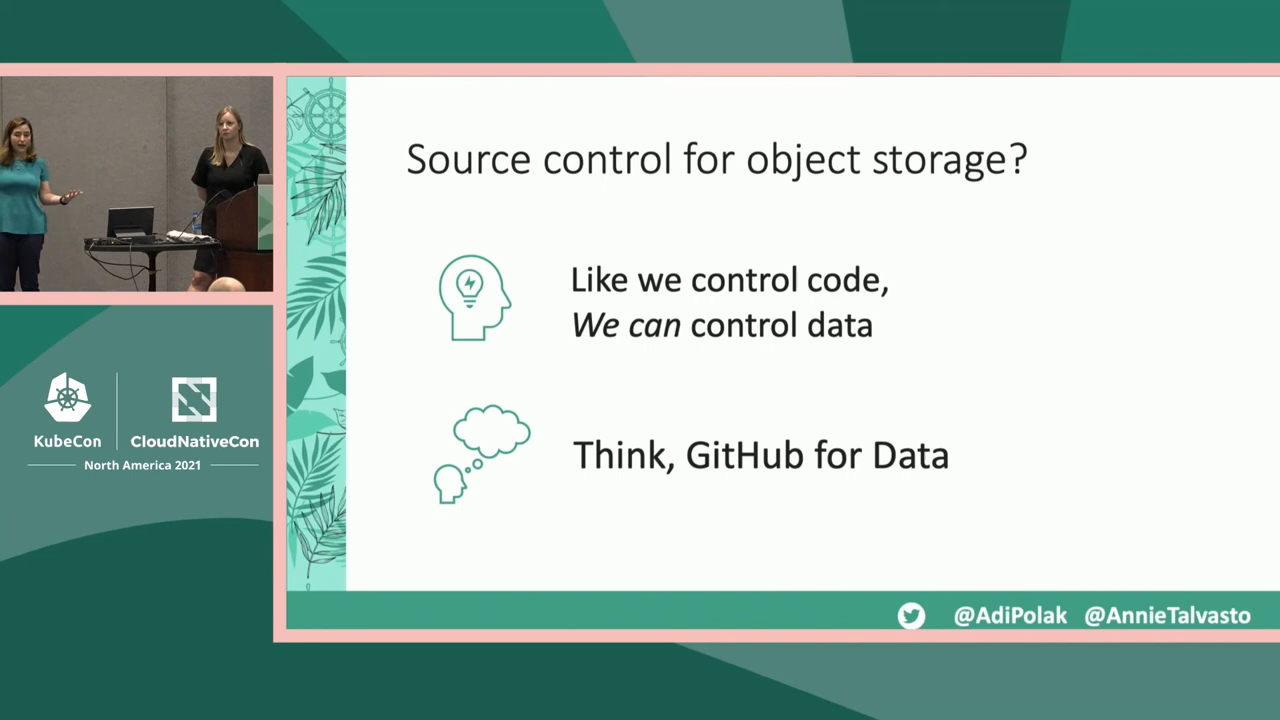 Source control for object storage?
Like we control code,
We can control data
Think, GitHub for Data
KubeCon
CloudNativeCon
North America 2021
@AdiPolak @AnnieTalvasto